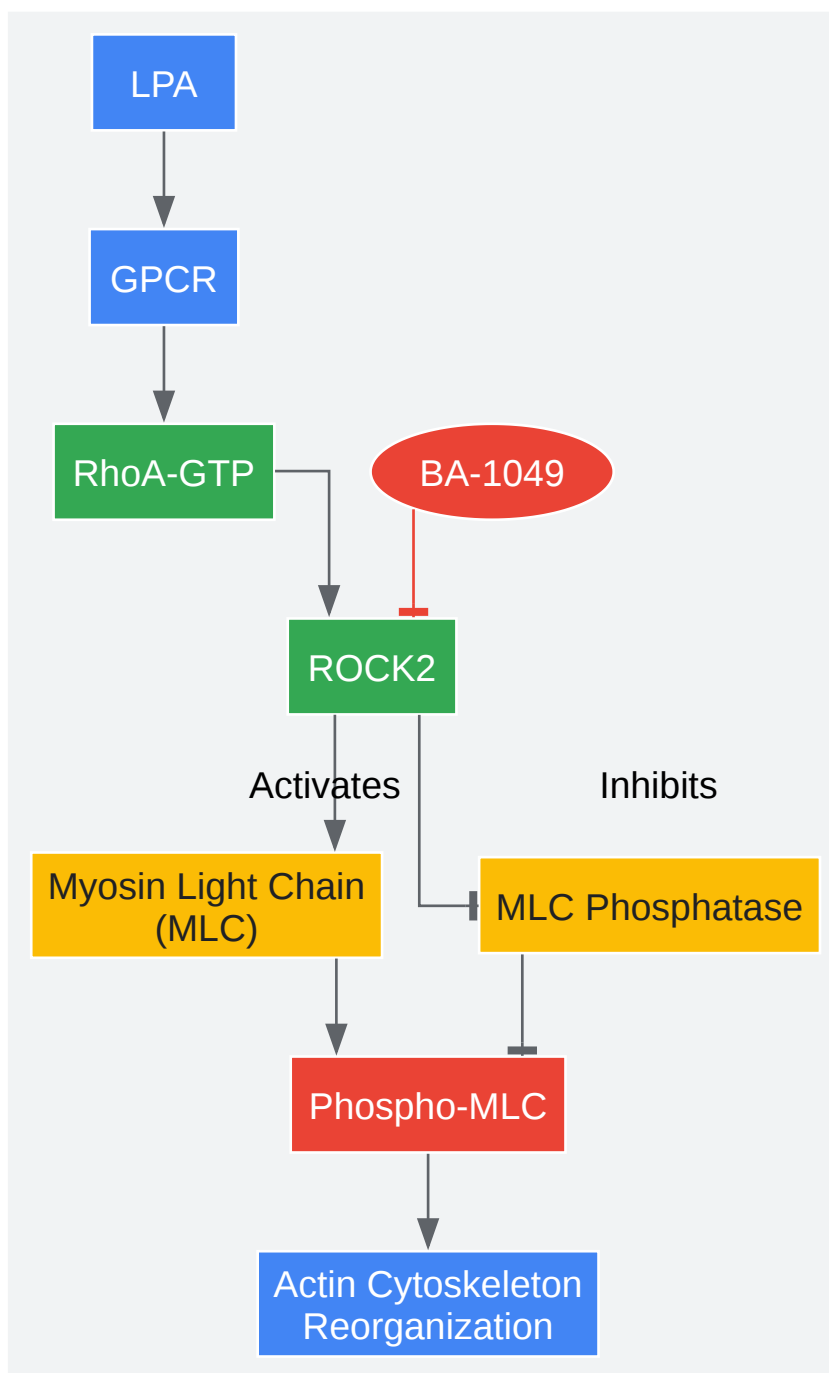 LPA
GPCR
RhoA-GTP
BA-1049
ROCK2
Activates
Inhibits
Myosin Light Chain
(MLC)
MLC Phosphatase
Phospho-MLC
Actin Cytoskeleton
Reorganization